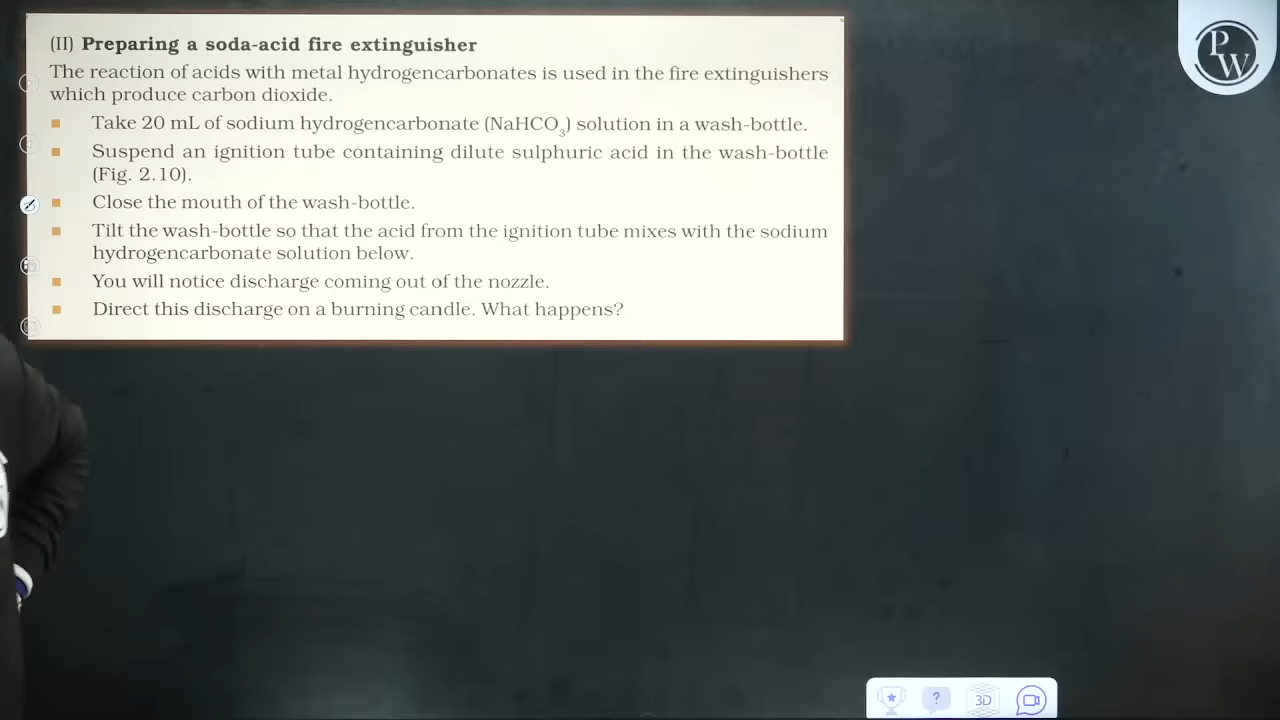 (II) Preparing a soda-acid fire extinguisher
The reaction of acids with metal hydrogencarbonates is used in the fire extinguishers
which produce carbon dioxide.
Take 20 mL of sodium hydrogencarbonate (NaHCO₃) solution in a wash-bottle.
Suspend an ignition tube containing dilute sulphuric acid in the wash-bottle
(Fig. 2.10).
Close the mouth of the wash-bottle.
Tilt the wash-bottle so that the acid from the ignition tube mixes with the sodium
hydrogencarbonate solution below.
You will notice discharge coming out of the nozzle.
Direct this discharge on a burning candle. What happens?
PW
? 3D